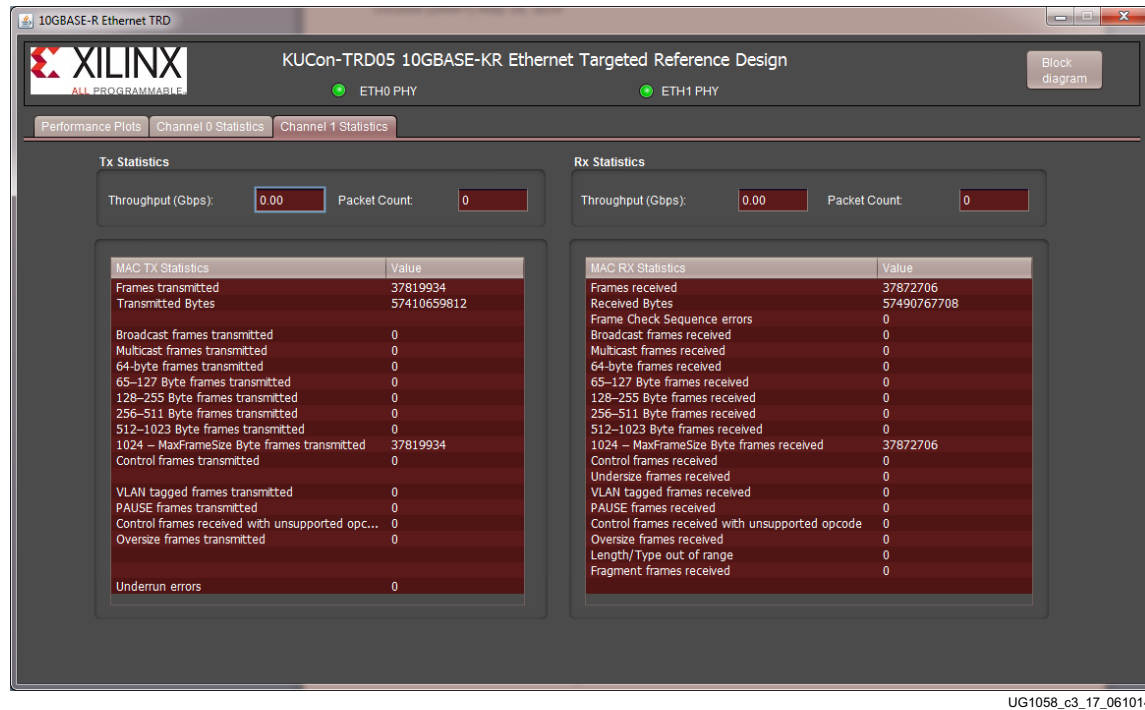 10GBASE-R Ethernet TRD
XILINX
ALL PROGRAMMABLE
KUCon-TRD05 10GBASE-KR Ethernet Targeted Reference Design
ETH0 PHY
ETH1 PHY
Block
diagram
Performance Plots
Channel 0 Statistics
Channel 1 Statistics
Tx Statistics
Throughput (Gbps): 0.00 Packet Count: 0
MAC TX Statistics Value
Frames transmitted 37819934
Transmitted Bytes 57410659812
Broadcast frames transmitted 0
Multicast frames transmitted 0
64-byte frames transmitted 0
65–127 Byte frames transmitted 0
128–255 Byte frames transmitted 0
256–511 Byte frames transmitted 0
512–1023 Byte frames transmitted 0
1024 – MaxFrameSize Byte frames transmitted 37819934
Control frames transmitted 0
VLAN tagged frames transmitted 0
PAUSE frames transmitted 0
Control frames received with unsupported opc... 0
Oversize frames transmitted 0
Underrun errors 0
Rx Statistics
Throughput (Gbps): 0.00 Packet Count: 0
MAC RX Statistics Value
Frames received 37872706
Received Bytes 57490767708
Frame Check Sequence errors 0
Broadcast frames received 0
Multicast frames received 0
64-byte frames received 0
65–127 Byte frames received 0
128–255 Byte frames received 0
256–511 Byte frames received 0
512–1023 Byte frames received 0
1024 – MaxFrameSize Byte frames received 37872706
Control frames received 0
Undersize frames received 0
VLAN tagged frames received 0
PAUSE frames received 0
Control frames received with unsupported opcode 0
Oversize frames received 0
Length/Type out of range 0
Fragment frames received 0